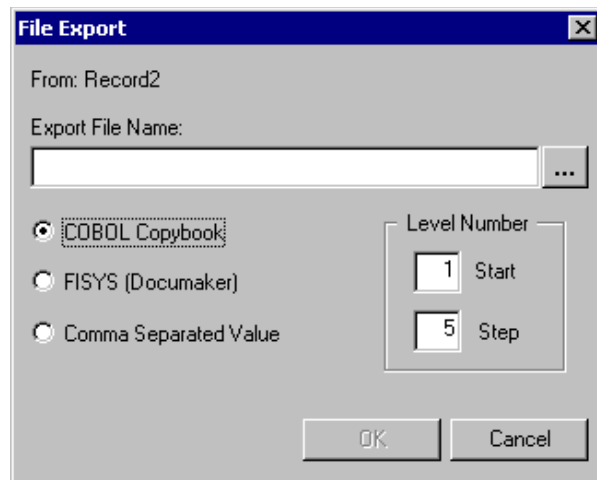 File Export
From: Record2
Export File Name:
...
COBOL Copybook
Level Number
1 Start
FISYS (Documaker)
5 Step
Comma Separated Value
OK
Cancel